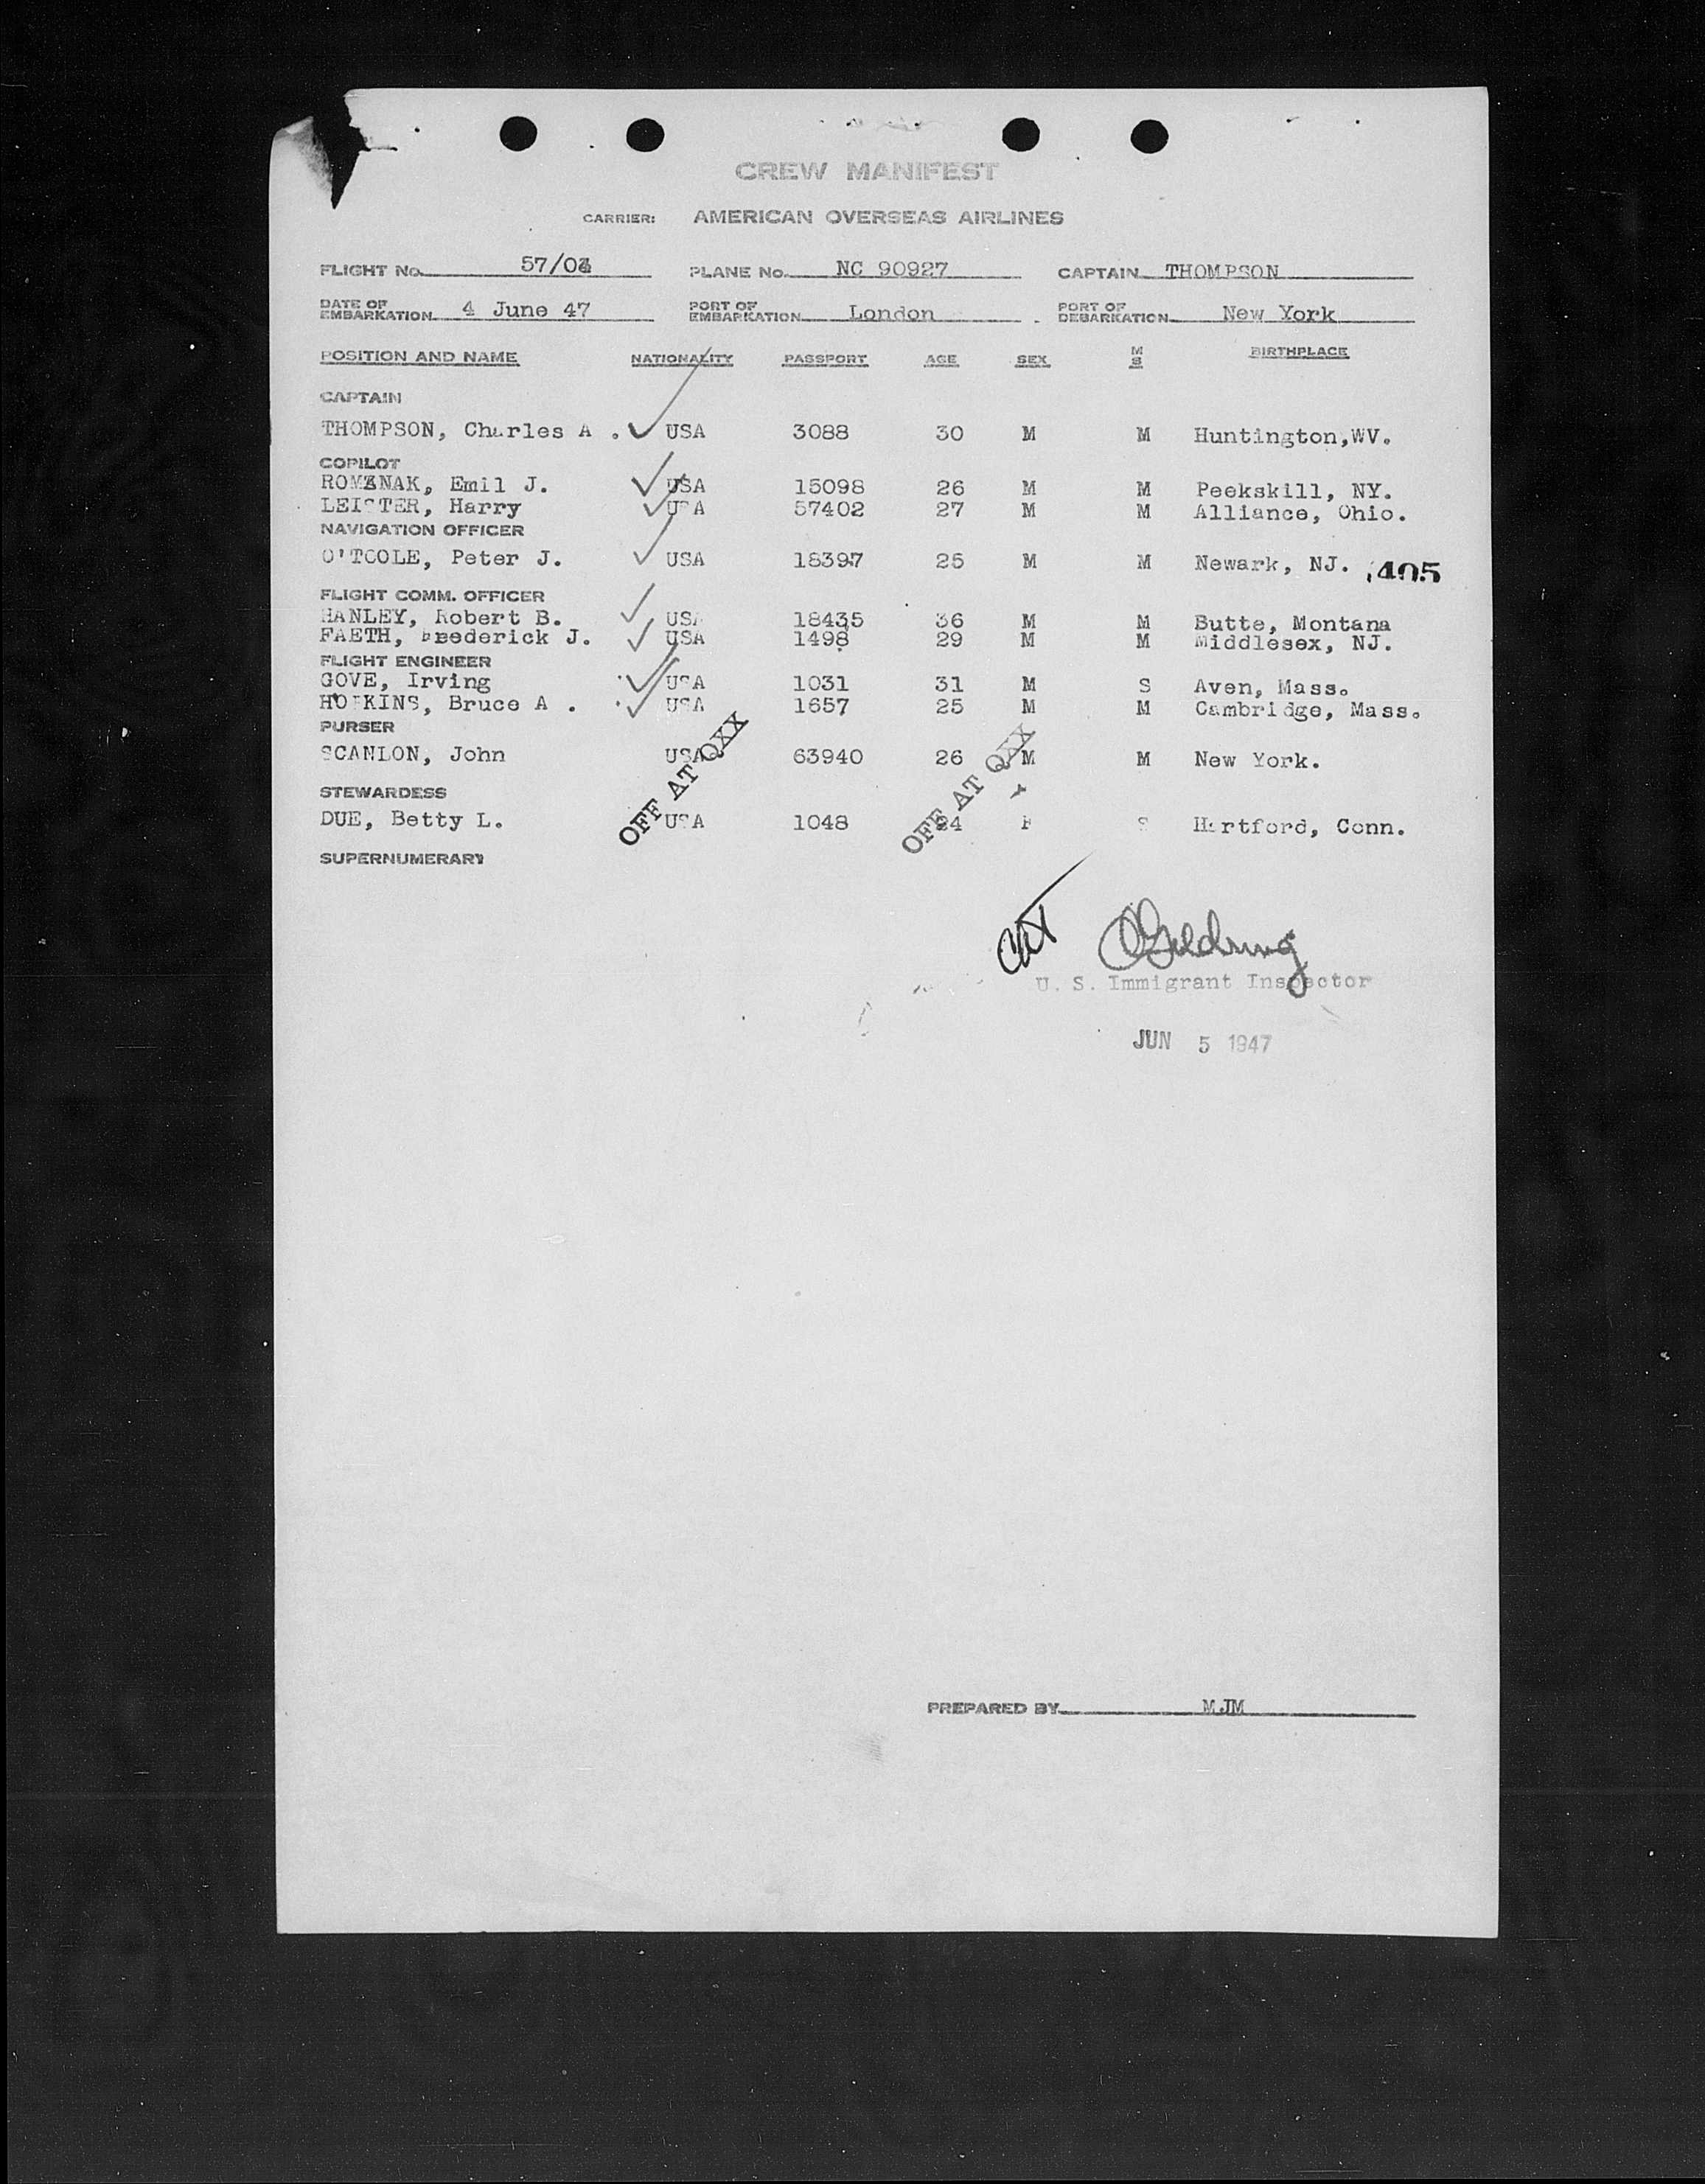 CREW MANIFEST
CARRIER: AMERICAN OVERSEAS AIRLINES
FLIGHT No. 57/03 PLANE No. NC 90927 CAPTAIN THOMPSON
DATE OF EMBARKATION 4 June 47 PORT OF EMBARKATION London PORT OF DEBARKATION New York
POSITION AND NAME NATIONALITY PASSPORT AGE SEX M S BIRTHPLACE
CAPTAIN
THOMPSON, Charles A . USA 3088 30 M M Huntington,WV.
COPILOT
ROMANAK, Emil J. USA 15098 26 M M Peekskill, NY.
LEISTER, Harry USA 57402 27 M M Alliance, Ohio.
NAVIGATION OFFICER
O'TOOLE, Peter J. USA 18397 25 M M Newark, NJ. 405
FLIGHT COMM. OFFICER
HANLEY, Robert B. USA 18435 36 M M Butte, Montana
FAETH, Frederick J. USA 1498 29 M M Middlesex, NJ.
FLIGHT ENGINEER
GOVE, Irving USA 1031 31 M S Aven, Mass.
HOPKINS, Bruce A . USA 1657 25 M M Cambridge, Mass.
PURSER
SCANLON, John USA 63940 26 M M New York.
OFF AT QXX OFF AT QXX
STEWARDESS
DUE, Betty L. USA 1048 24 F S Hartford, Conn.
SUPERNUMERARY
U. S. Immigrant Inspector
JUN 5 1947
PREPARED BY MJM